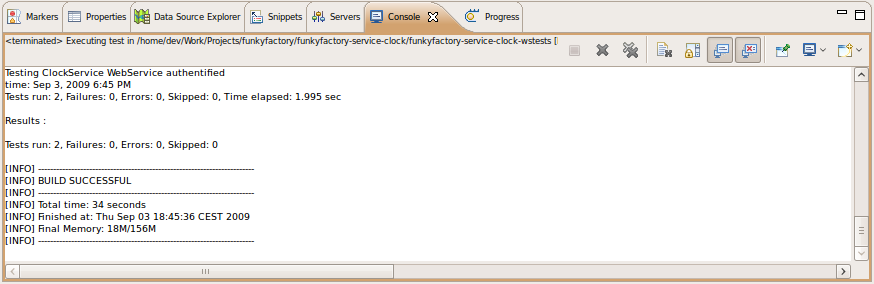 Markers Properties Data Source Explorer Snippets Servers Console Progress
<terminated> Executing test in /home/dev/Work/Projects/funkyfactory/funkyfactory-service-clock/funkyfactory-service-clock-wstests [
Testing ClockService WebService authentified
time: Sep 3, 2009 6:45 PM
Tests run: 2, Failures: 0, Errors: 0, Skipped: 0, Time elapsed: 1.995 sec
Results :
Tests run: 2, Failures: 0, Errors: 0, Skipped: 0
[INFO] ------------------------------------------------------------------------
[INFO] BUILD SUCCESSFUL
[INFO] ------------------------------------------------------------------------
[INFO] Total time: 34 seconds
[INFO] Finished at: Thu Sep 03 18:45:36 CEST 2009
[INFO] Final Memory: 18M/156M
[INFO] ------------------------------------------------------------------------